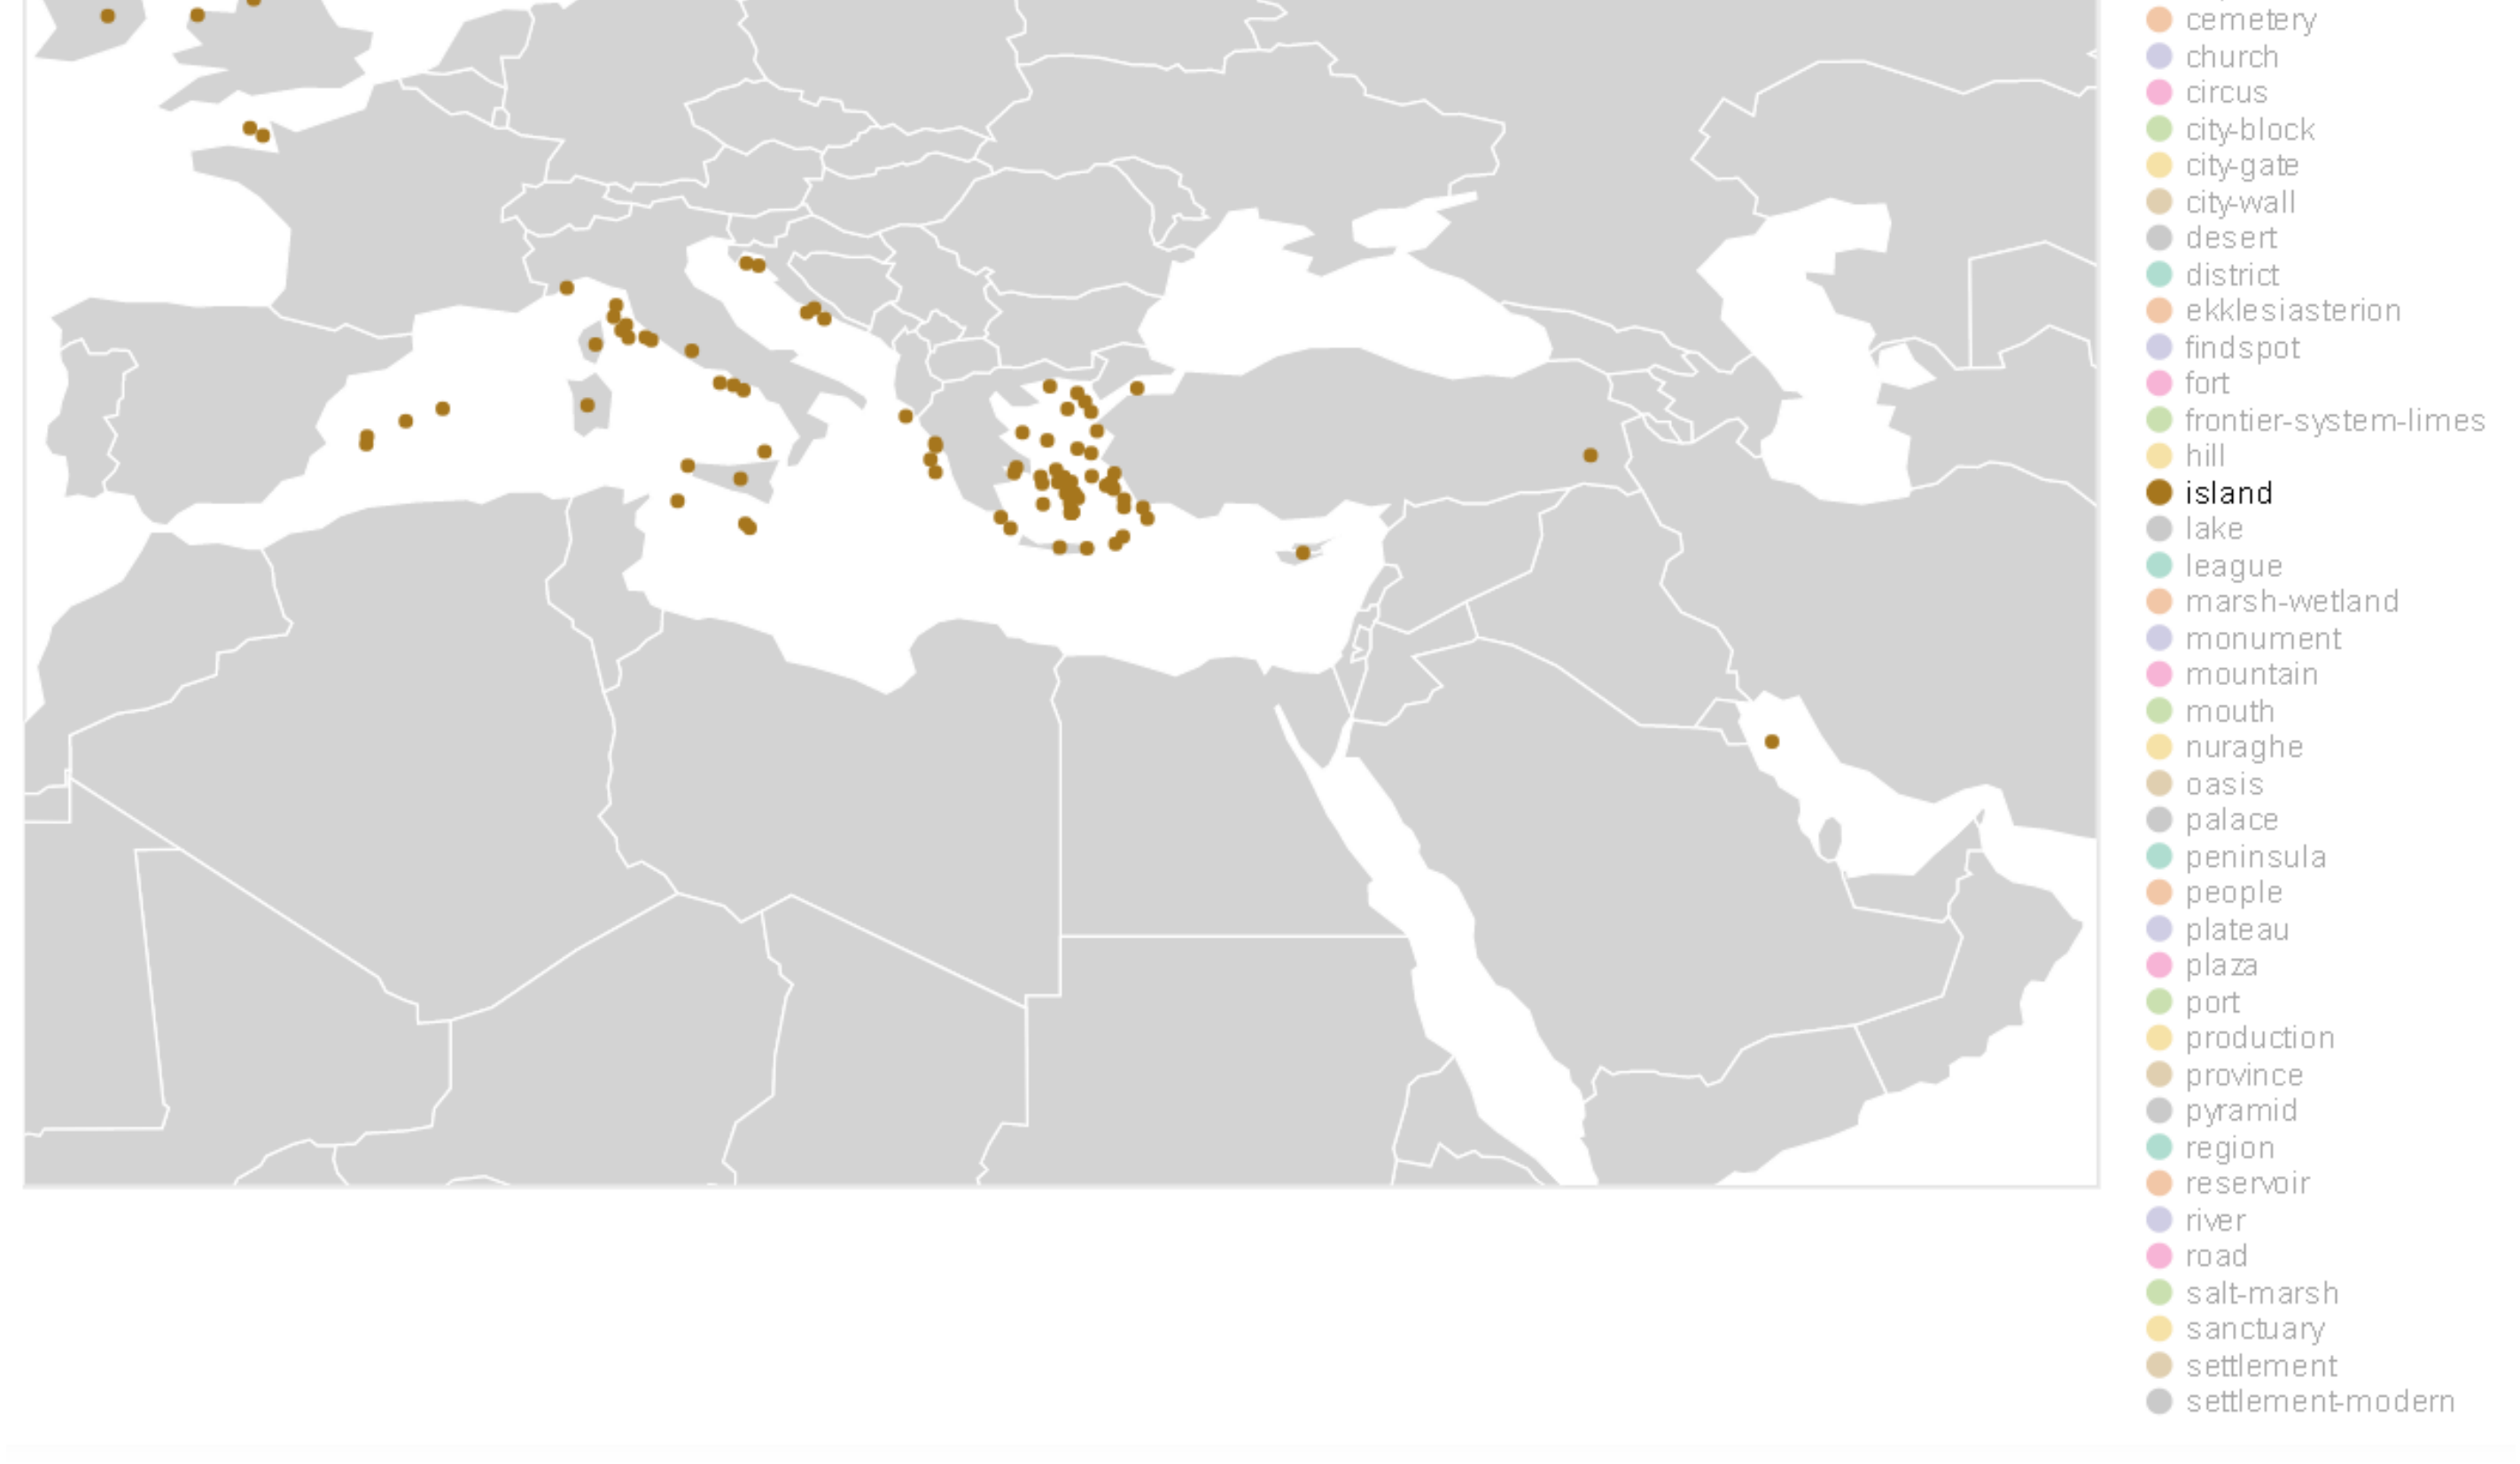 cemetery
church
circus
city-block
city-gate
city-wall
desert
district
ekklesiasterion
findspot
fort
frontier-system-limes
hill
island
lake
league
marsh-wetland
monument
mountain
mouth
nuraghe
oasis
palace
peninsula
people
plateau
plaza
port
production
province
pyramid
region
reservoir
river
road
salt-marsh
sanctuary
settlement
settlement-modern